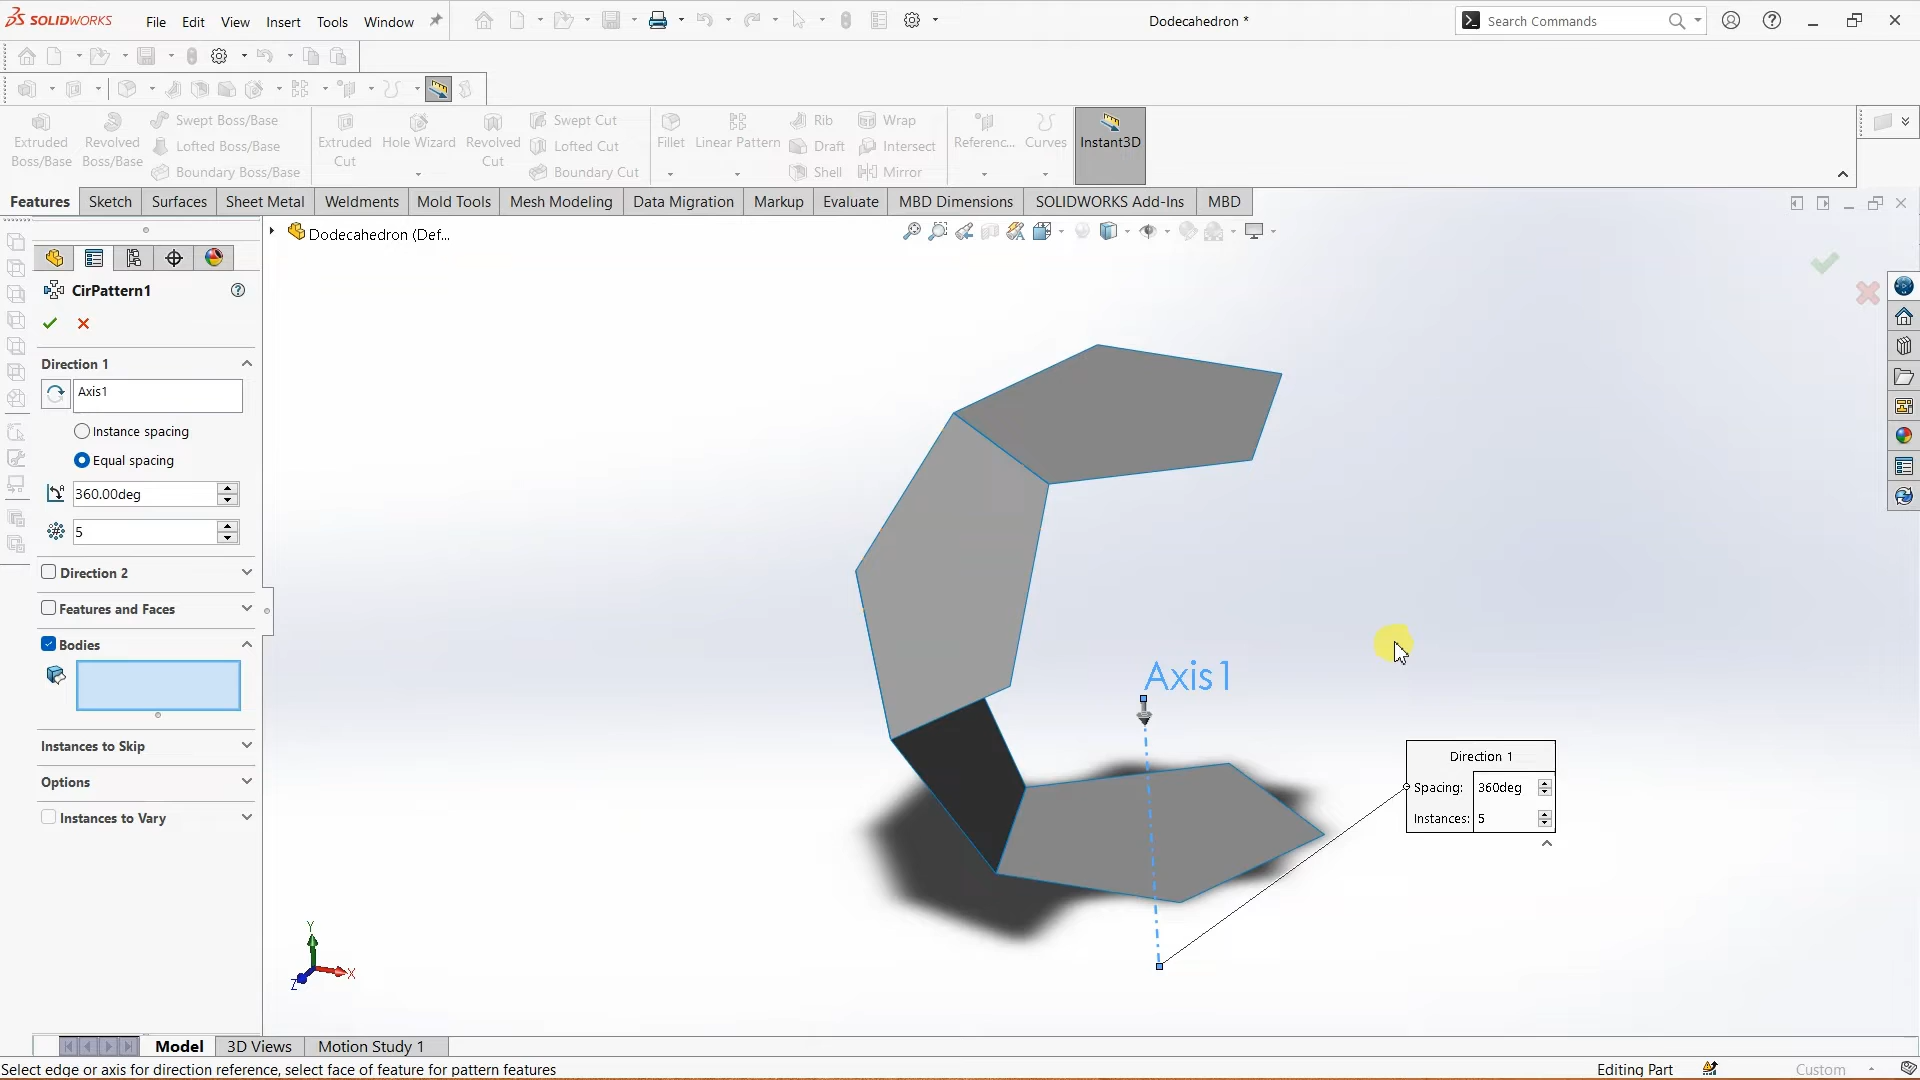 SOLIDWORKS File Edit View Insert Tools Window Dodecahedron * Search Commands
Extruded Boss/Base
Revolved Boss/Base
Swept Boss/Base
Lofted Boss/Base
Boundary Boss/Base
Extruded Cut
Hole Wizard
Revolved Cut
Swept Cut
Lofted Cut
Boundary Cut
Fillet
Linear Pattern
Rib
Draft
Shell
Wrap
Intersect
Mirror
Referenc...
Curves
Instant3D
Features Sketch Surfaces Sheet Metal Weldments Mold Tools Mesh Modeling Data Migration Markup Evaluate MBD Dimensions SOLIDWORKS Add-Ins MBD
Dodecahedron (Def...
CirPattern1
Direction 1
Axis1
Instance spacing
Equal spacing
360.00deg
5
Direction 2
Features and Faces
Bodies
Instances to Skip
Options
Instances to Vary
Axis1
Direction 1
Spacing: 360deg
Instances: 5
Y
X
Z
Model 3D Views Motion Study 1
Select edge or axis for direction reference, select face of feature for pattern features Editing Part Custom